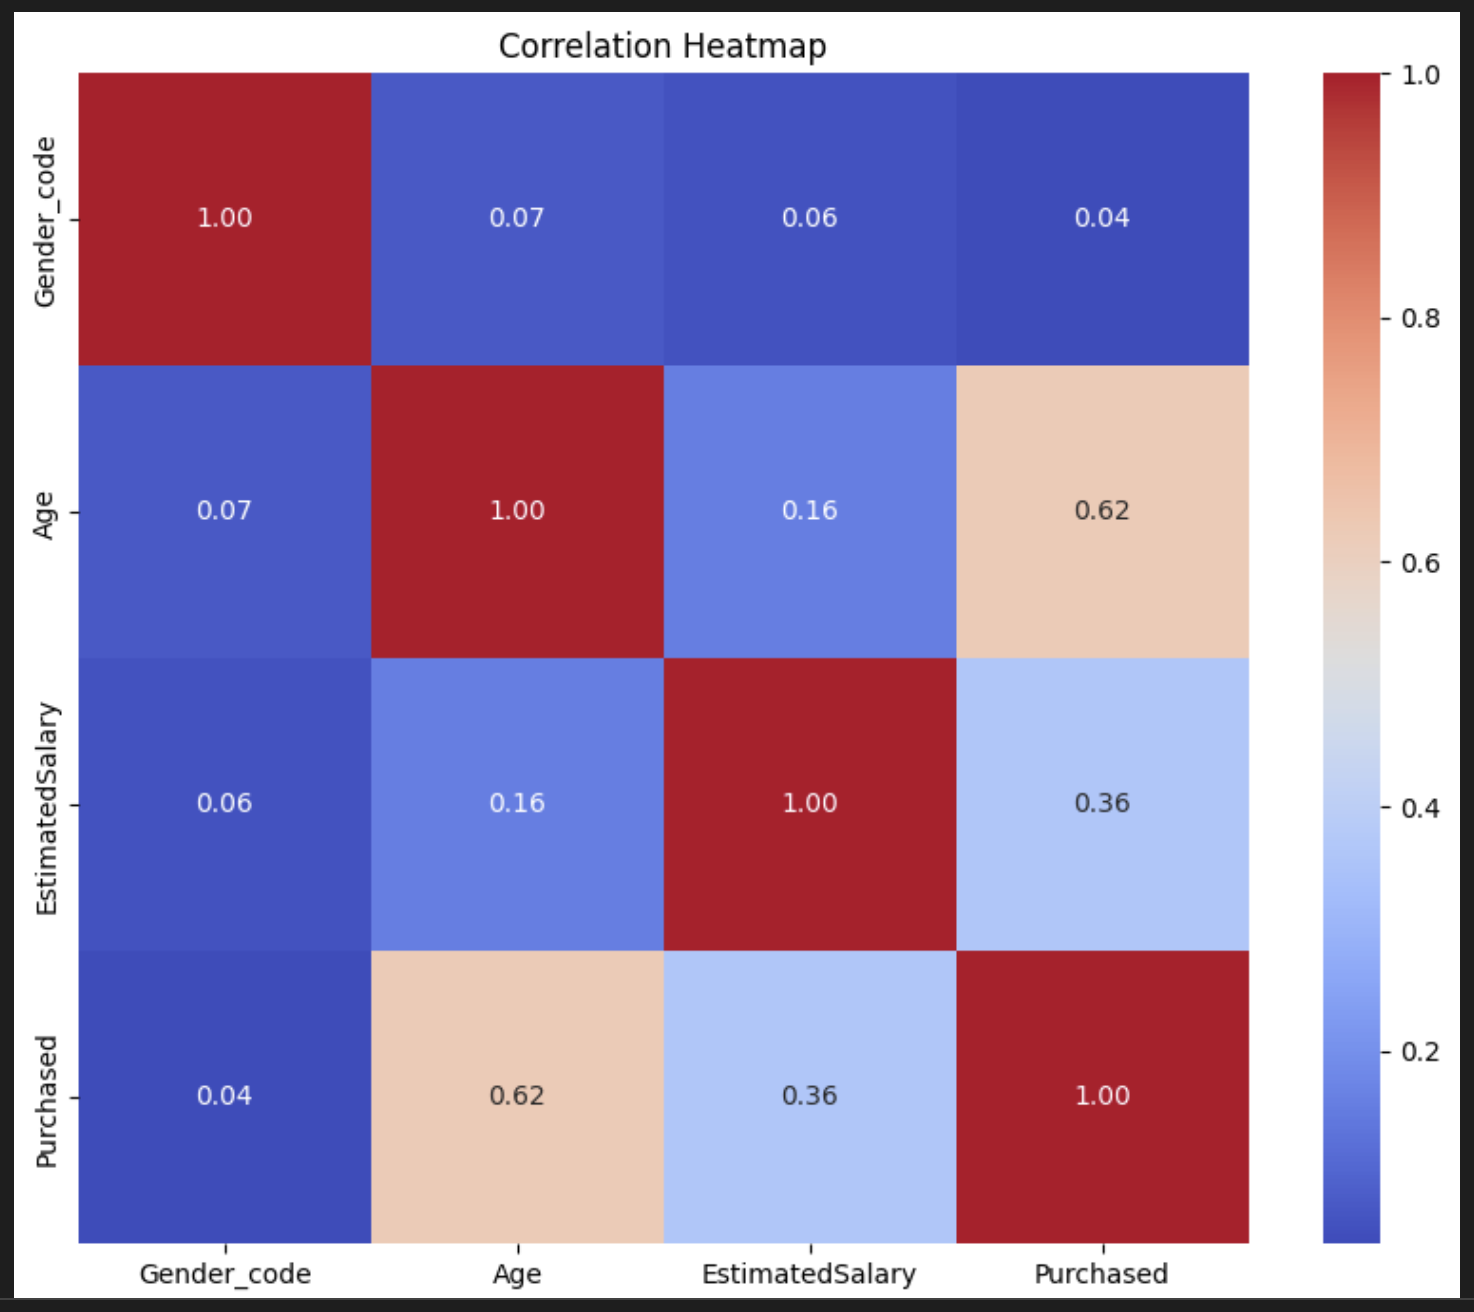 Correlation Heatmap
Gender_code
1.00 0.07 0.06 0.04
Age
0.07 1.00 0.16 0.62
EstimatedSalary
0.06 0.16 1.00 0.36
Purchased
0.04 0.62 0.36 1.00
Gender_code Age EstimatedSalary Purchased
1.0
0.8
0.6
0.4
0.2